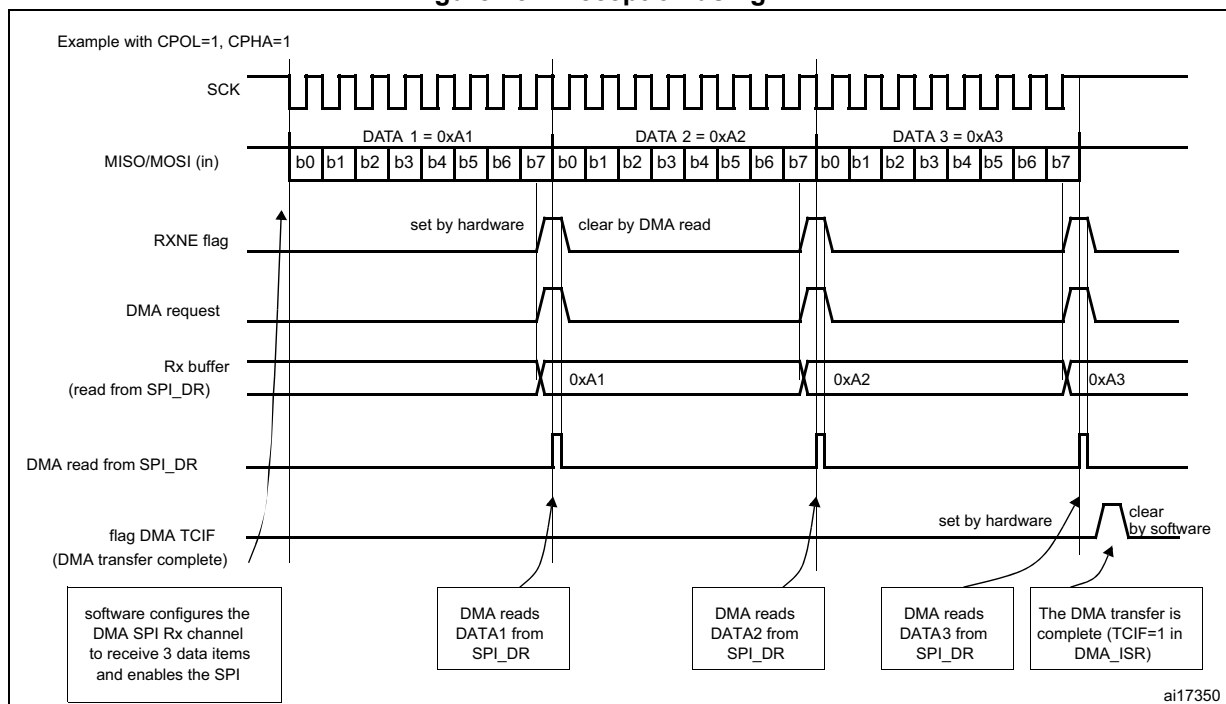 Example with CPOL=1, CPHA=1
SCK
DATA 1 = 0xA1
DATA 2 = 0xA2
DATA 3 = 0xA3
MISO/MOSI (in)
b0 b1 b2 b3 b4 b5 b6 b7 b0 b1 b2 b3 b4 b5 b6 b7 b0 b1 b2 b3 b4 b5 b6 b7
set by hardware
clear by DMA read
RXNE flag
DMA request
Rx buffer
(read from SPI_DR)
0xA1
0xA2
0xA3
DMA read from SPI_DR
flag DMA TCIF
(DMA transfer complete)
set by hardware
clear
by software
software configures the
DMA SPI Rx channel
to receive 3 data items
and enables the SPI
DMA reads
DATA1 from
SPI_DR
DMA reads
DATA2 from
SPI_DR
DMA reads
DATA3 from
SPI_DR
The DMA transfer is
complete (TCIF=1 in
DMA_ISR)
ai17350